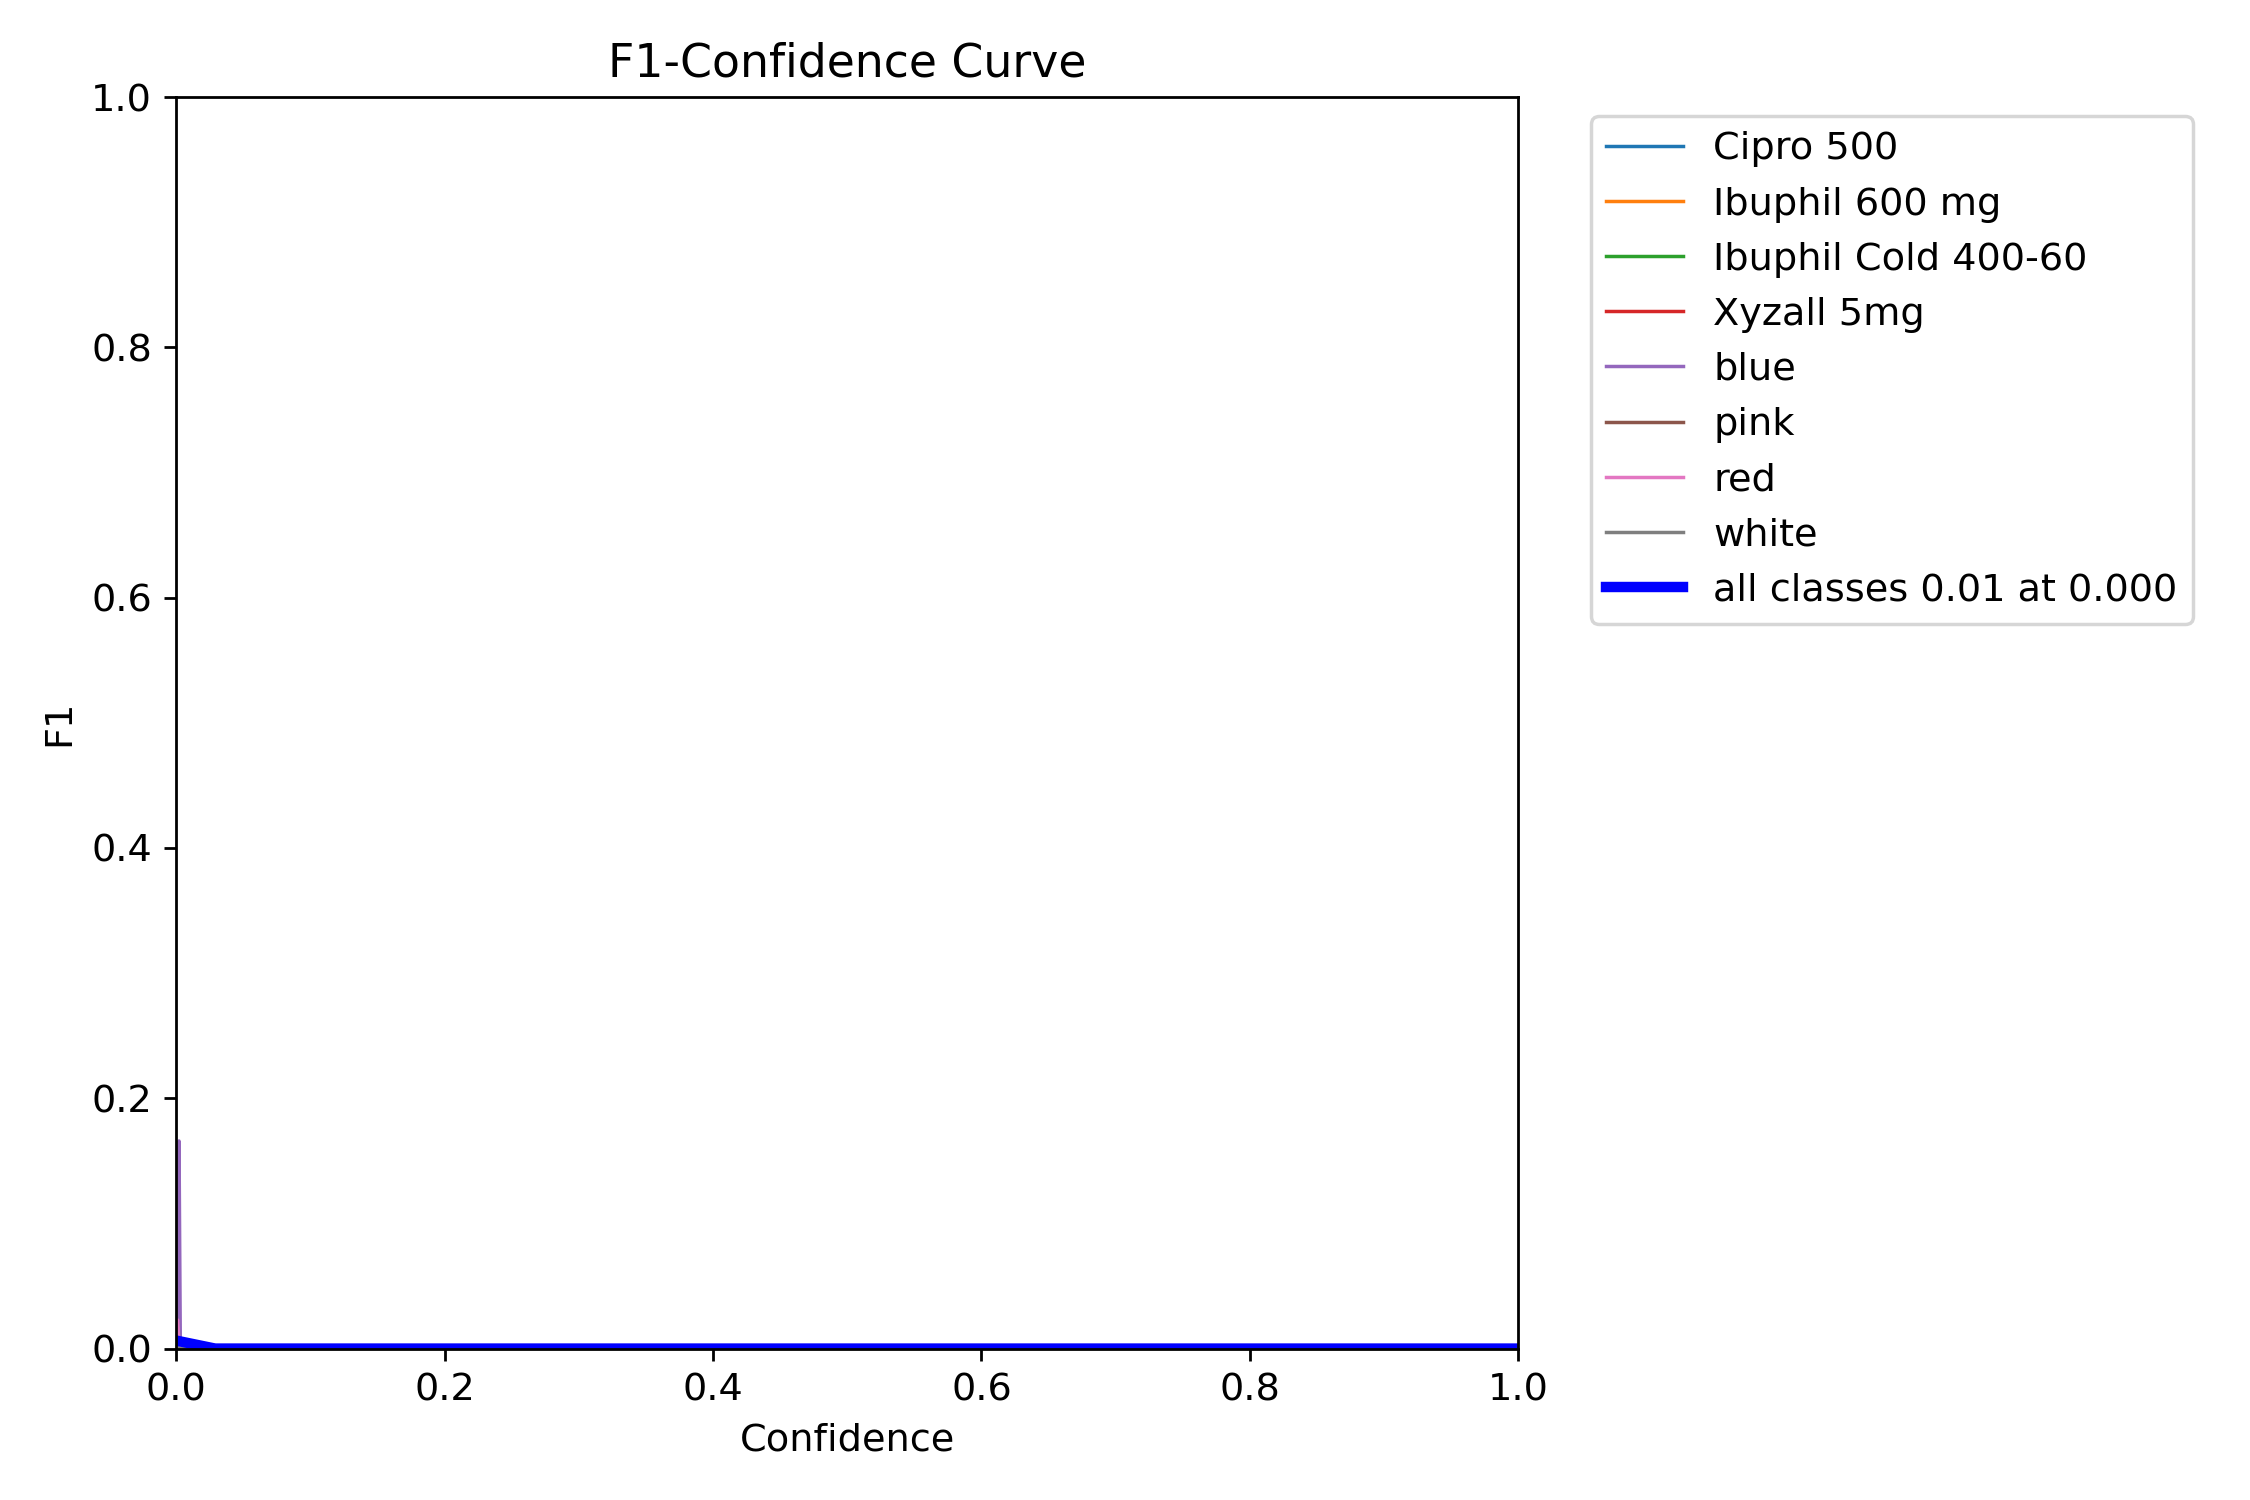 F1-Confidence Curve
1.0
0.8
0.6
0.4
0.2
0.0
F1
0.0 0.2 0.4 0.6 0.8 1.0
Confidence
Cipro 500
Ibuphil 600 mg
Ibuphil Cold 400-60
Xyzall 5mg
blue
pink
red
white
all classes 0.01 at 0.000